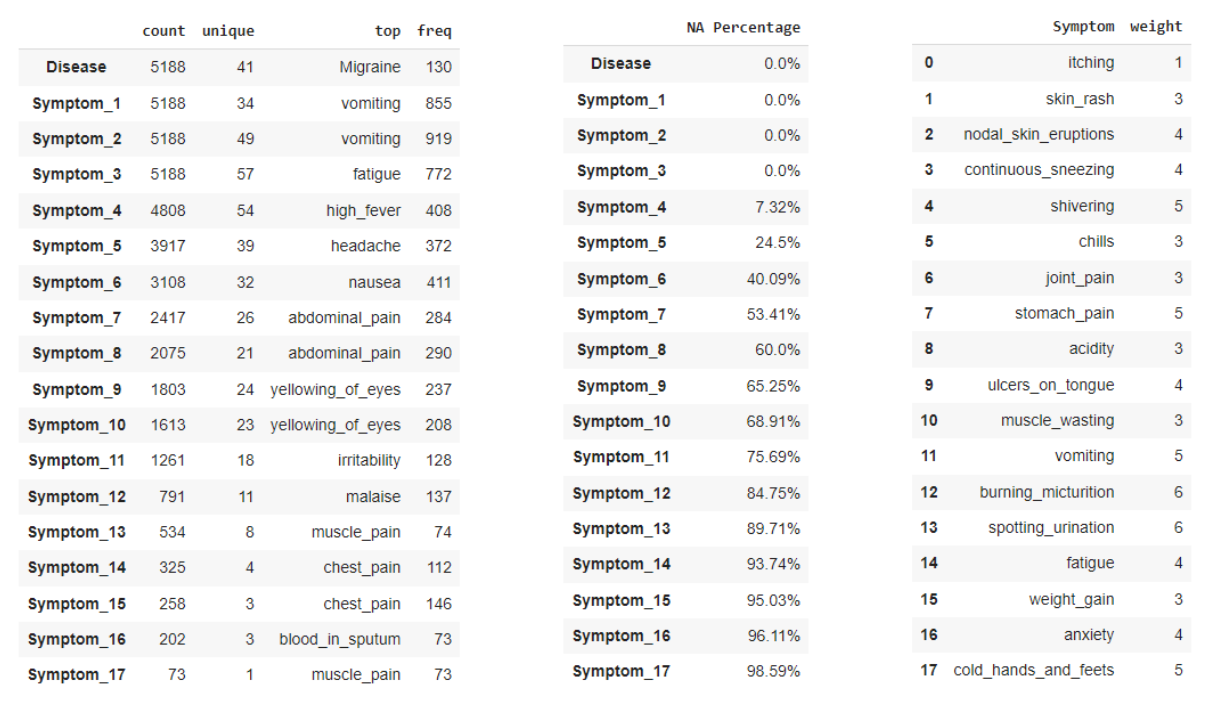 count unique top freq
Disease 5188 41 Migraine 130
Symptom_1 5188 34 vomiting 855
Symptom_2 5188 49 vomiting 919
Symptom_3 5188 57 fatigue 772
Symptom_4 4808 54 high_fever 408
Symptom_5 3917 39 headache 372
Symptom_6 3108 32 nausea 411
Symptom_7 2417 26 abdominal_pain 284
Symptom_8 2075 21 abdominal_pain 290
Symptom_9 1803 24 yellowing_of_eyes 237
Symptom_10 1613 23 yellowing_of_eyes 208
Symptom_11 1261 18 irritability 128
Symptom_12 791 11 malaise 137
Symptom_13 534 8 muscle_pain 74
Symptom_14 325 4 chest_pain 112
Symptom_15 258 3 chest_pain 146
Symptom_16 202 3 blood_in_sputum 73
Symptom_17 73 1 muscle_pain 73
NA Percentage
Disease 0.0%
Symptom_1 0.0%
Symptom_2 0.0%
Symptom_3 0.0%
Symptom_4 7.32%
Symptom_5 24.5%
Symptom_6 40.09%
Symptom_7 53.41%
Symptom_8 60.0%
Symptom_9 65.25%
Symptom_10 68.91%
Symptom_11 75.69%
Symptom_12 84.75%
Symptom_13 89.71%
Symptom_14 93.74%
Symptom_15 95.03%
Symptom_16 96.11%
Symptom_17 98.59%
Symptom weight
0 itching 1
1 skin_rash 3
2 nodal_skin_eruptions 4
3 continuous_sneezing 4
4 shivering 5
5 chills 3
6 joint_pain 3
7 stomach_pain 5
8 acidity 3
9 ulcers_on_tongue 4
10 muscle_wasting 3
11 vomiting 5
12 burning_micturition 6
13 spotting_urination 6
14 fatigue 4
15 weight_gain 3
16 anxiety 4
17 cold_hands_and_feets 5